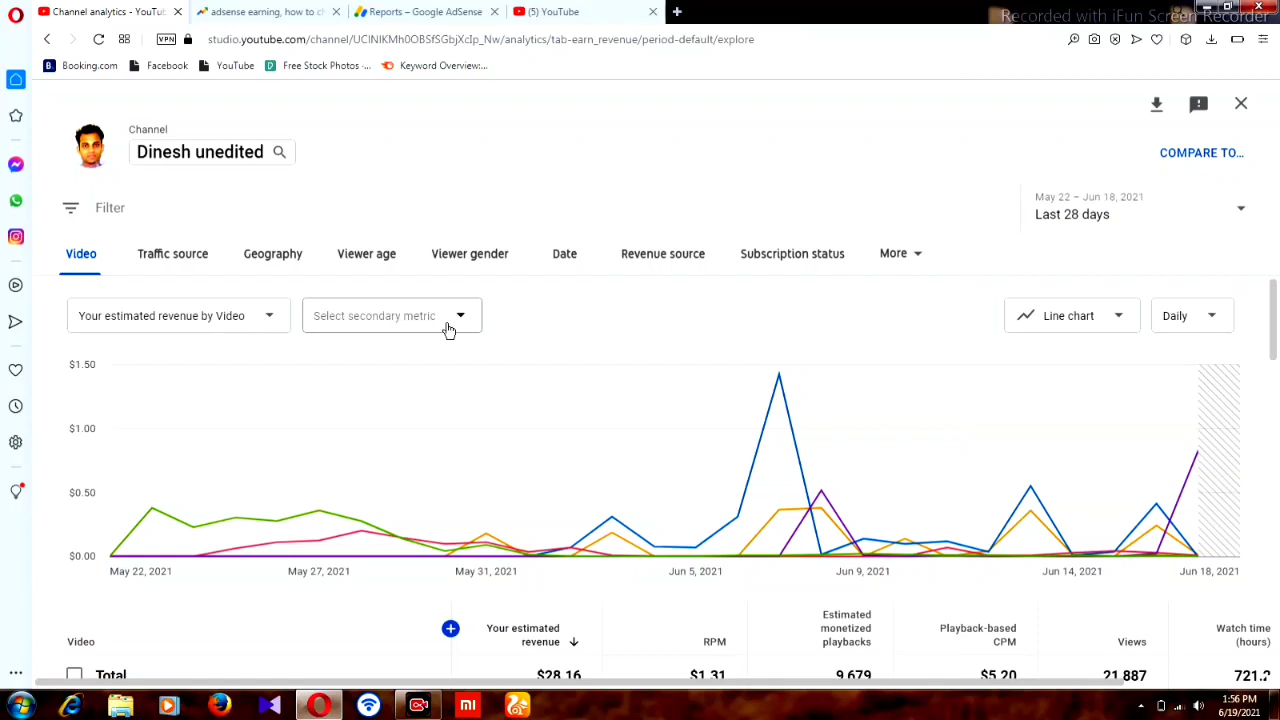 Channel analytics - YouTube
adsense earning, how to ch
Reports – Google AdSense
(5) YouTube
Recorded with iFun Screen Recorder
VPN
studio.youtube.com/channel/UCINIKMh0OBSfSGbjXcIp_Nw/analytics/tab-earn_revenue/period-default/explore
B. Booking.com
Facebook
YouTube
Free Stock Photos -...
Keyword Overview:...
Channel
Dinesh unedited
COMPARE TO...
Filter
May 22 – Jun 18, 2021
Last 28 days
Video
Traffic source
Geography
Viewer age
Viewer gender
Date
Revenue source
Subscription status
More
Your estimated revenue by Video
Select secondary metric
Line chart
Daily
$1.50
$1.00
$0.50
$0.00
May 22, 2021
May 27, 2021
May 31, 2021
Jun 5, 2021
Jun 9, 2021
Jun 14, 2021
Jun 18, 2021
Video
Your estimated
revenue
RPM
Estimated
monetized
playbacks
Playback-based
CPM
Views
Watch time
(hours)
Total
$28.16
$1.31
9,679
$5.20
21,887
721.2
mi
1:56 PM
6/19/2021